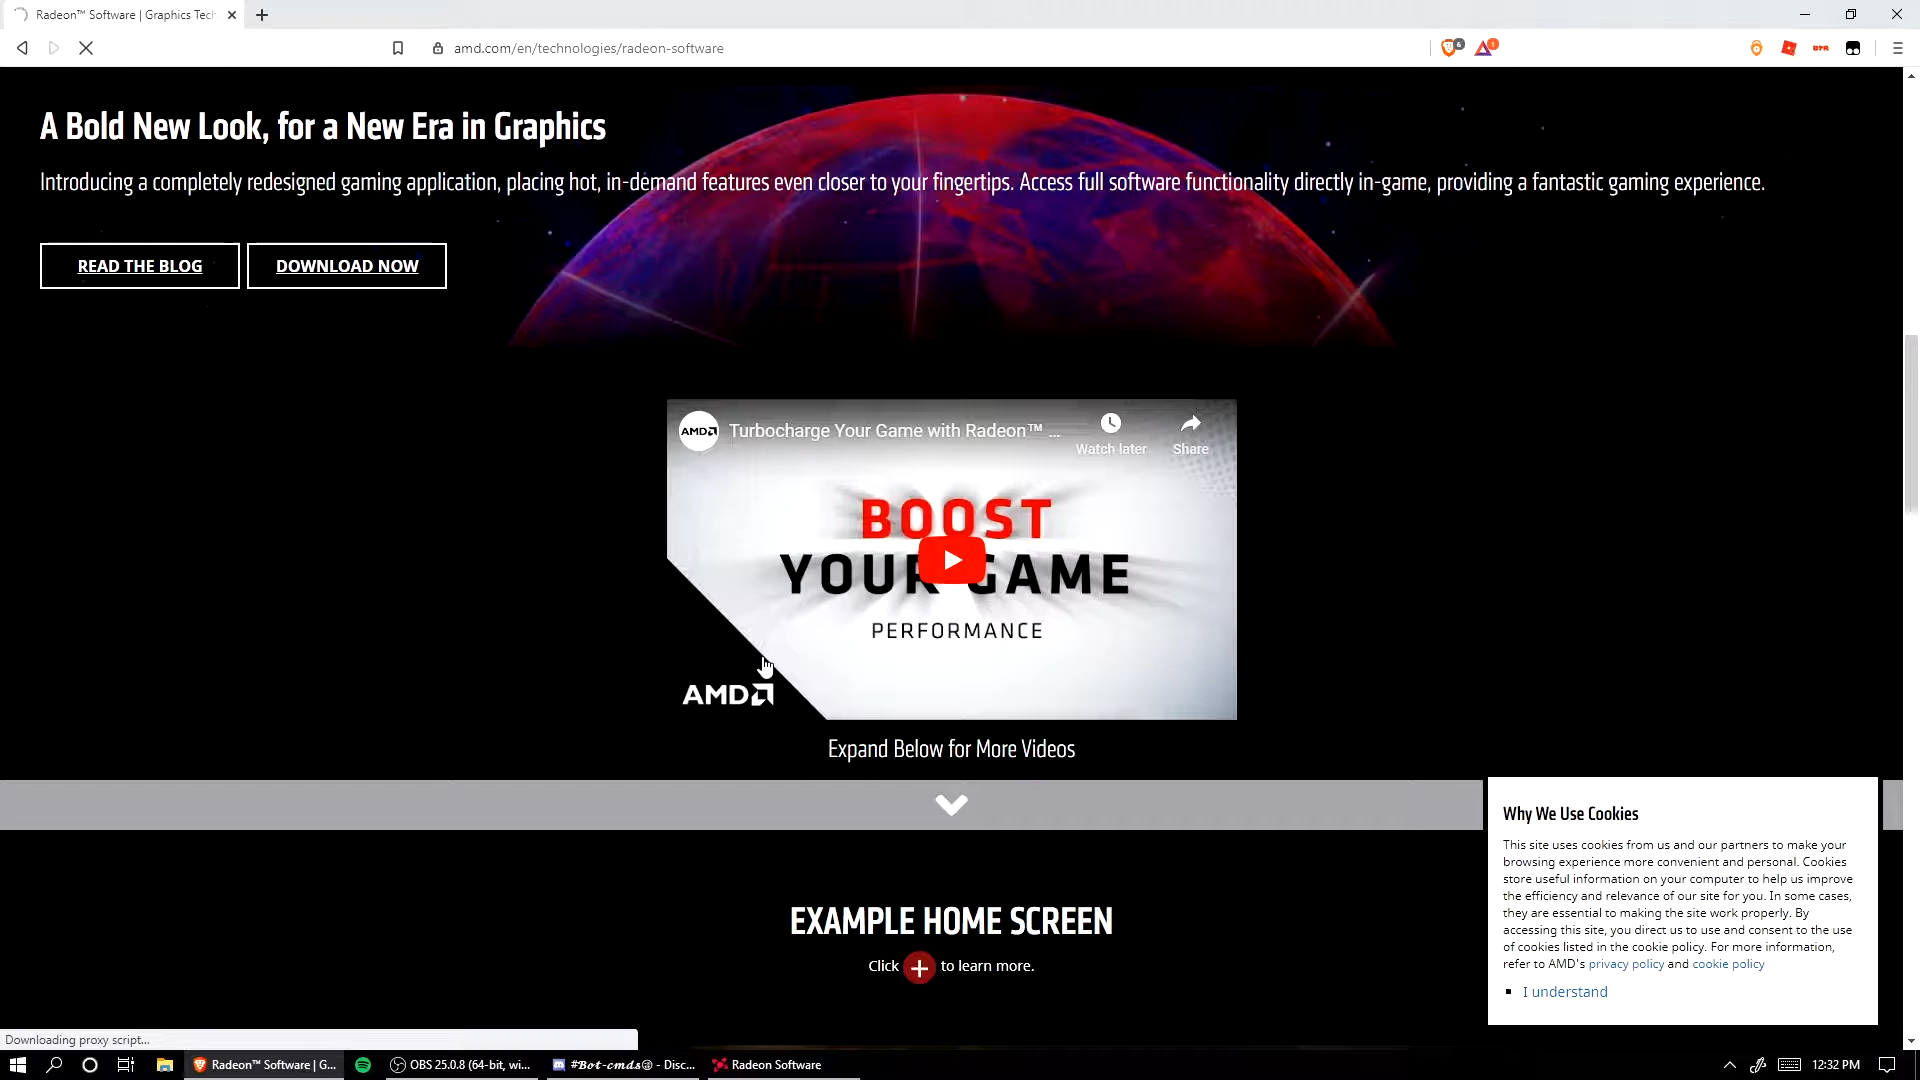 Radeon™ Software | Graphics Tech
amd.com/en/technologies/radeon-software
6
1
A Bold New Look, for a New Era in Graphics
Introducing a completely redesigned gaming application, placing hot, in-demand features even closer to your fingertips. Access full software functionality directly in-game, providing a fantastic gaming experience.
READ THE BLOG
DOWNLOAD NOW
AMD
Turbocharge Your Game with Radeon™ ...
Watch later
Share
BOOST
YOUR GAME
PERFORMANCE
AMD
Expand Below for More Videos
EXAMPLE HOME SCREEN
Click + to learn more.
Why We Use Cookies
This site uses cookies from us and our partners to make your
browsing experience more convenient and personal. Cookies
store useful information on your computer to help us improve
the efficiency and relevance of our site for you. In some cases,
they are essential to making the site work properly. By
accessing this site, you direct us to use and consent to the use
of cookies listed in the cookie policy. For more information,
refer to AMD's privacy policy and cookie policy
I understand
Downloading proxy script...
Radeon™ Software | G...
OBS 25.0.8 (64-bit, wi...
#𝓑𝓸𝓽-𝓬𝓶𝓭𝓼@ - Disc...
Radeon Software
12:32 PM